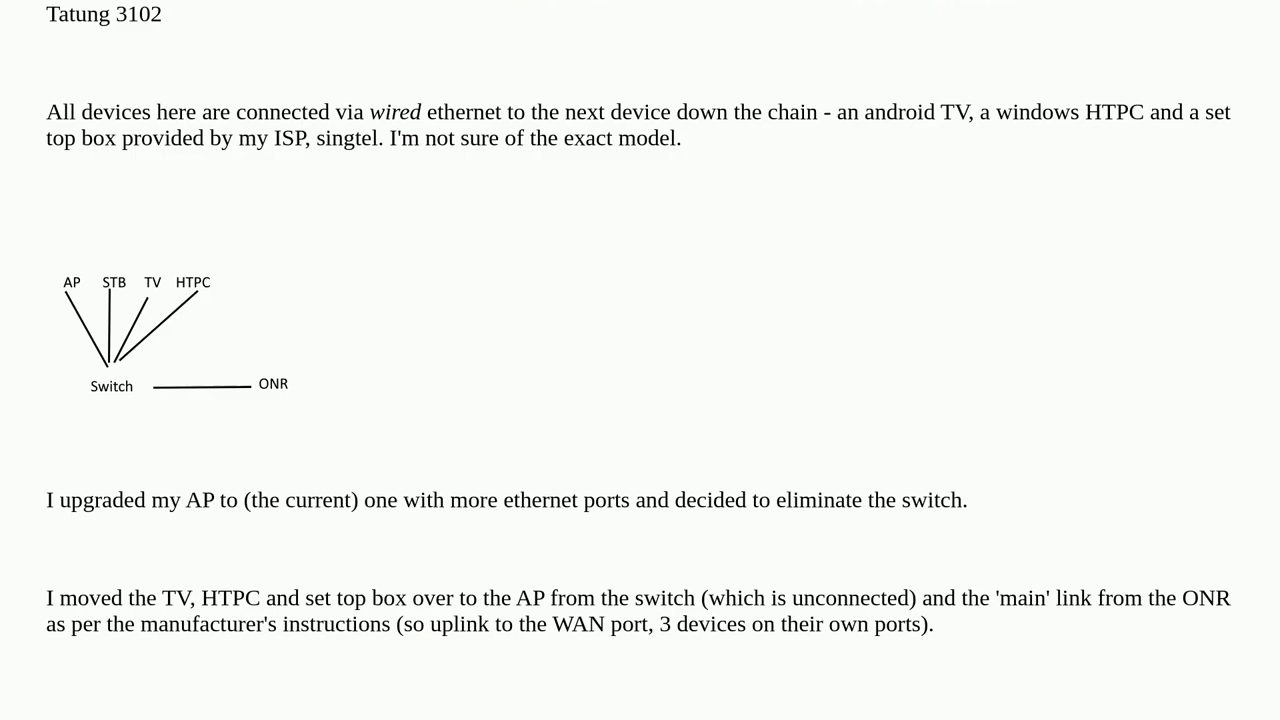 Tatung 3102
All devices here are connected via wired ethernet to the next device down the chain - an android TV, a windows HTPC and a set
top box provided by my ISP, singtel. I'm not sure of the exact model.
AP STB TV HTPC
Switch ONR
I upgraded my AP to (the current) one with more ethernet ports and decided to eliminate the switch.
I moved the TV, HTPC and set top box over to the AP from the switch (which is unconnected) and the 'main' link from the ONR
as per the manufacturer's instructions (so uplink to the WAN port, 3 devices on their own ports).